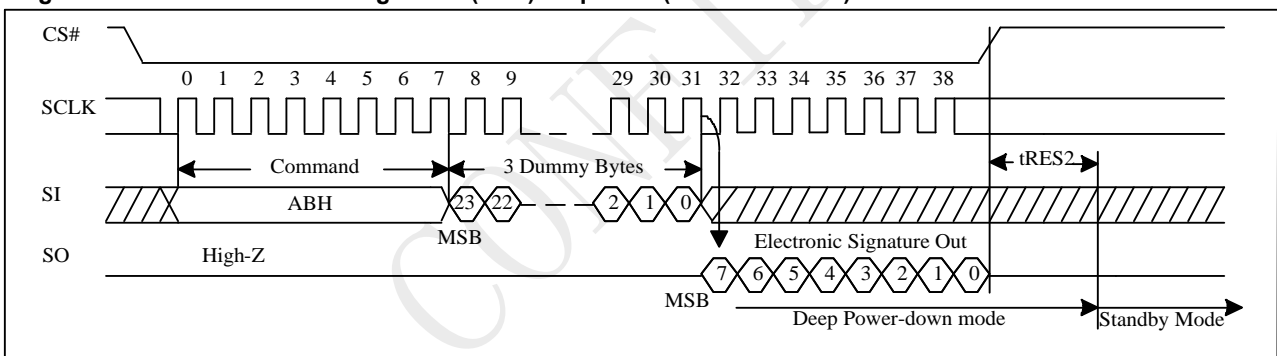 CS#
0 1 2 3 4 5 6 7 8 9 29 30 31 32 33 34 35 36 37 38
SCLK
Command 3 Dummy Bytes tRES2
SI ABH 23 22 2 1 0
MSB
SO High-Z Electronic Signature Out
7 6 5 4 3 2 1 0
MSB
Deep Power-down mode Standby Mode